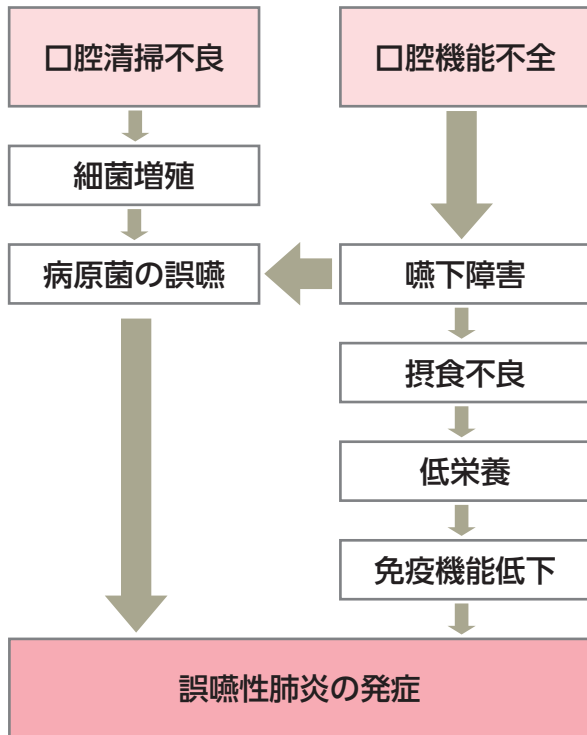 口腔清掃不良
口腔機能不全
細菌増殖
病原菌の誤嚥
嚥下障害
摂食不良
低栄養
免疫機能低下
誤嚥性肺炎の発症